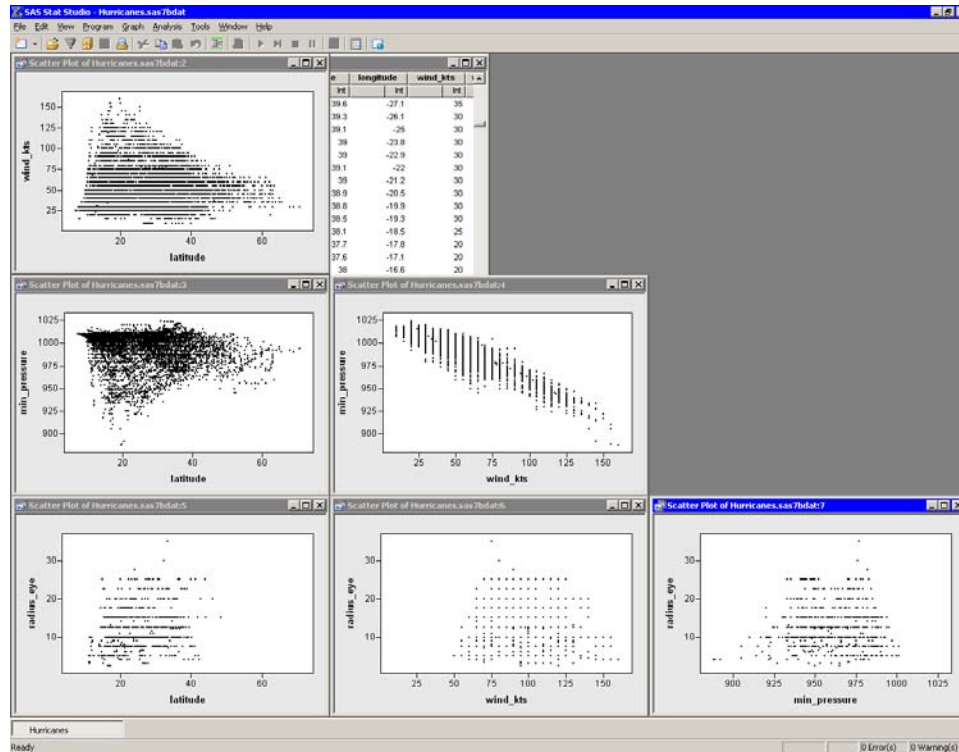 SAS Stat Studio - Hurricanes.sas7bdat
File Edit View Program Graph Analysis Tools Window Help
Scatter Plot of Hurricanes.sas7bdat:2
150
125
100
75
50
25
wind_kts
20 40 60
latitude
e longitude wind_kts
Int Int Int
39.6 -27.1 35
39.3 -26.1 30
39.1 -25 30
39 -23.8 30
39 -22.9 30
39.1 -22 30
39 -21.2 30
38.9 -20.5 30
38.8 -19.9 30
38.5 -19.3 30
38.1 -18.5 25
37.7 -17.8 20
37.6 -17.1 20
38 -16.6 20
Scatter Plot of Hurricanes.sas7bdat:3
1025
1000
975
950
925
900
min_pressure
20 40 60
latitude
Scatter Plot of Hurricanes.sas7bdat:4
1025
1000
975
950
925
900
min_pressure
25 50 75 100 125 150
wind_kts
Scatter Plot of Hurricanes.sas7bdat:5
30
20
10
radius_eye
20 40 60
latitude
Scatter Plot of Hurricanes.sas7bdat:6
30
20
10
radius_eye
25 50 75 100 125 150
wind_kts
Scatter Plot of Hurricanes.sas7bdat:7
30
20
10
radius_eye
900 925 950 975 1000 1025
min_pressure
Hurricanes
Ready 0 Error(s) 0 Warning(s)